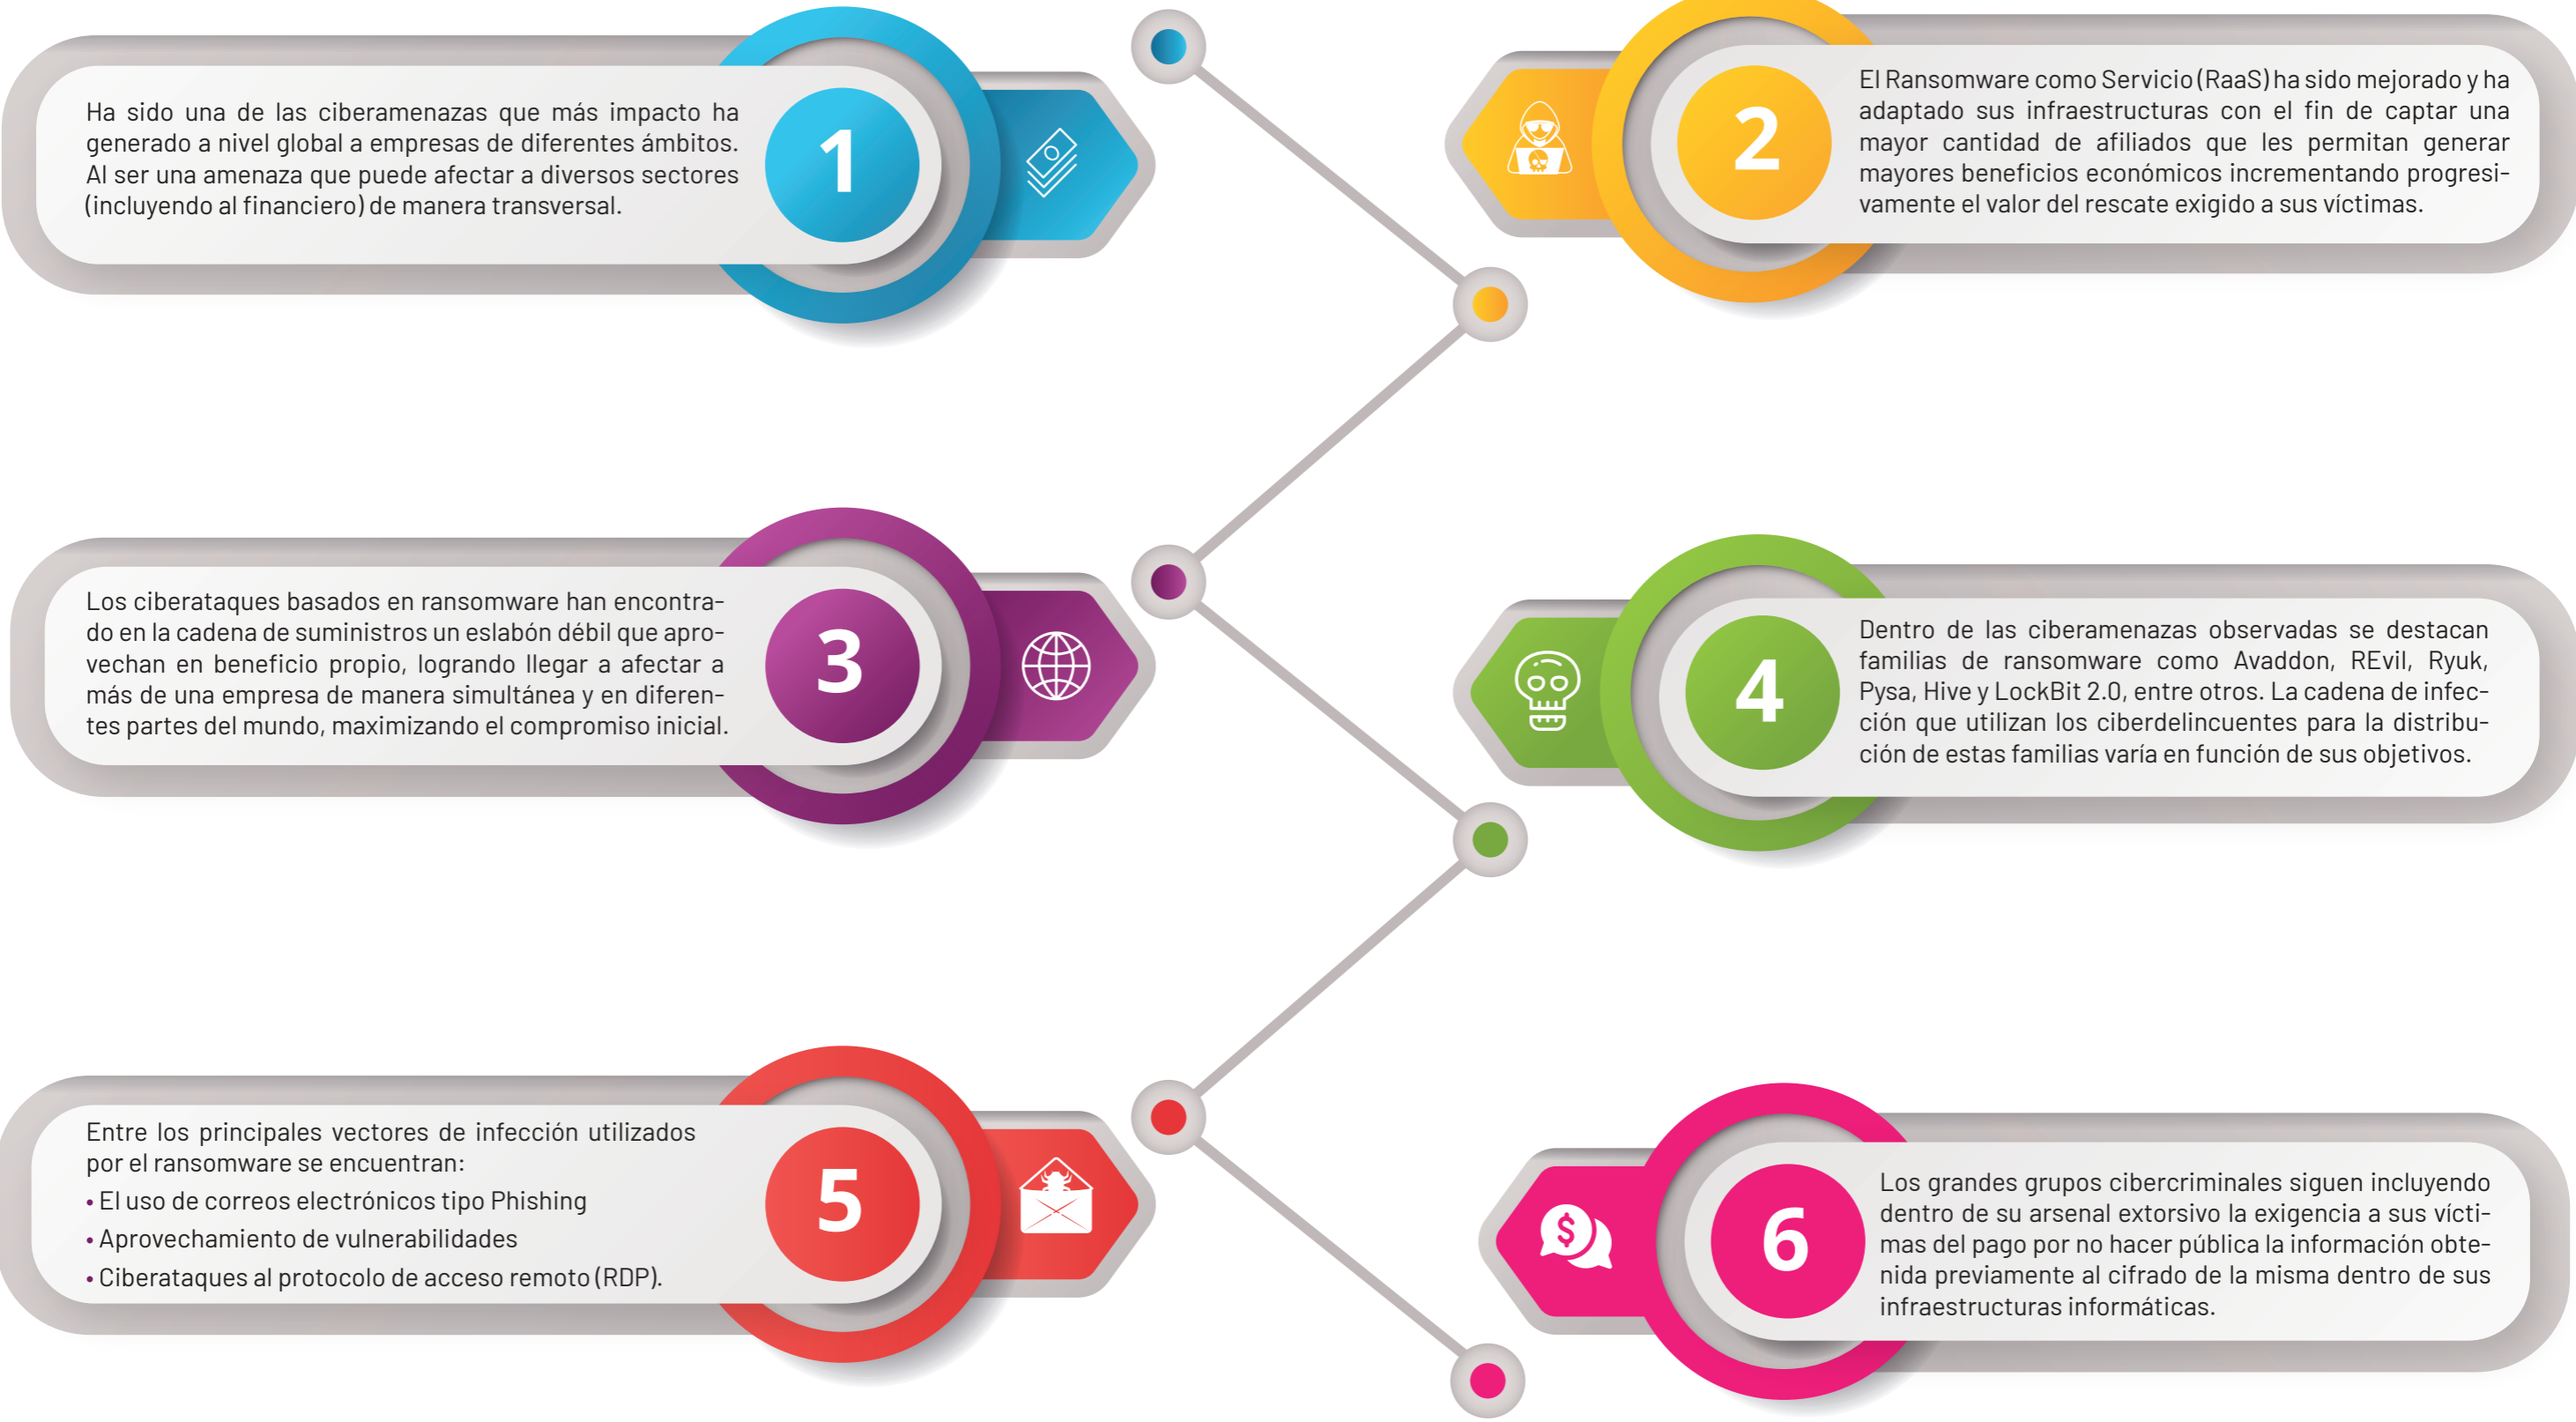 Ha sido una de las ciberamenazas que más impacto ha
generado a nivel global a empresas de diferentes ámbitos.
Al ser una amenaza que puede afectar a diversos sectores
(incluyendo al financiero) de manera transversal.
1
2
El Ransomware como Servicio (RaaS) ha sido mejorado y ha
adaptado sus infraestructuras con el fin de captar una
mayor cantidad de afiliados que les permitan generar
mayores beneficios económicos incrementando progresi-
vamente el valor del rescate exigido a sus víctimas.
Los ciberataques basados en ransomware han encontra-
do en la cadena de suministros un eslabón débil que apro-
vechan en beneficio propio, logrando llegar a afectar a
más de una empresa de manera simultánea y en diferen-
tes partes del mundo, maximizando el compromiso inicial.
3
4
Dentro de las ciberamenazas observadas se destacan
familias de ransomware como Avaddon, REvil, Ryuk,
Pysa, Hive y LockBit 2.0, entre otros. La cadena de infec-
ción que utilizan los ciberdelincuentes para la distribu-
ción de estas familias varía en función de sus objetivos.
Entre los principales vectores de infección utilizados
por el ransomware se encuentran:
• El uso de correos electrónicos tipo Phishing
• Aprovechamiento de vulnerabilidades
• Ciberataques al protocolo de acceso remoto (RDP).
5
$
6
Los grandes grupos cibercriminales siguen incluyendo
dentro de su arsenal extorsivo la exigencia a sus vícti-
mas del pago por no hacer pública la información obte-
nida previamente al cifrado de la misma dentro de sus
infraestructuras informáticas.